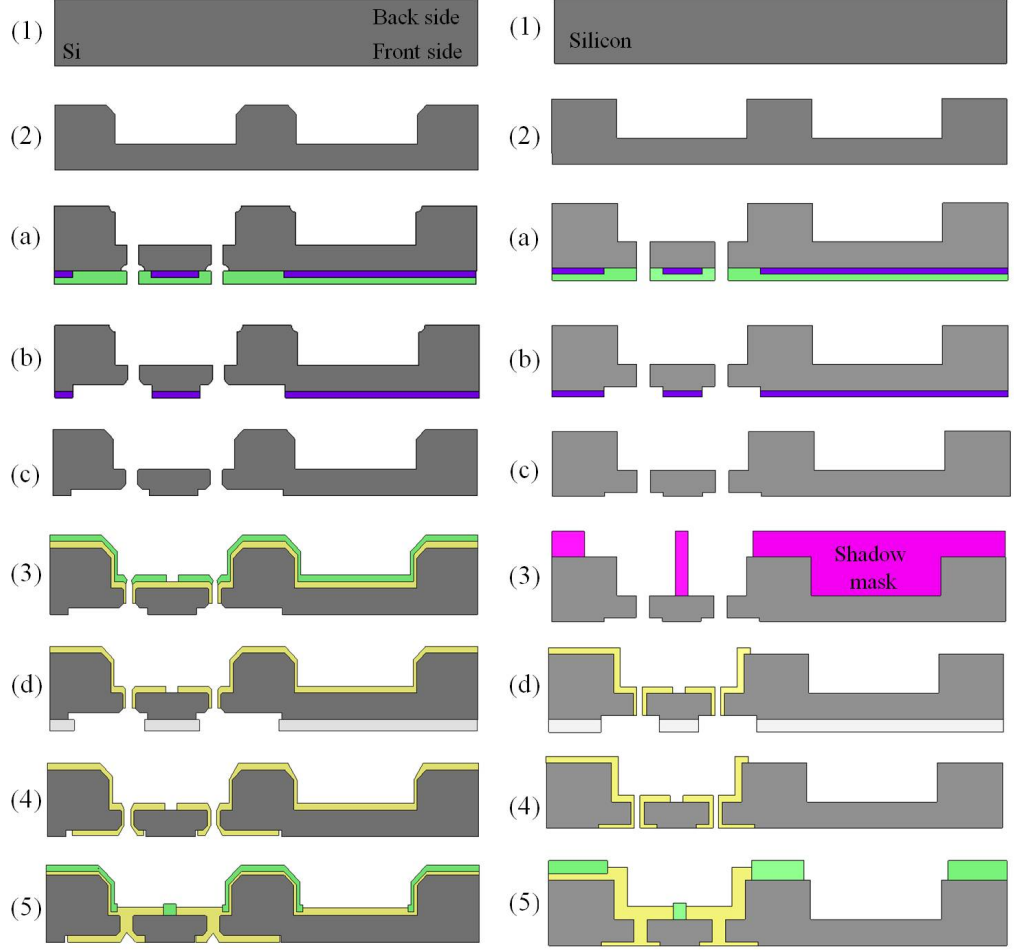 (1)
Back side
Si
Front side
(2)
(a)
(b)
(c)
(3)
(d)
(4)
(5)
(1)
Silicon
(2)
(a)
(b)
(c)
(3)
Shadow
mask
(d)
(4)
(5)